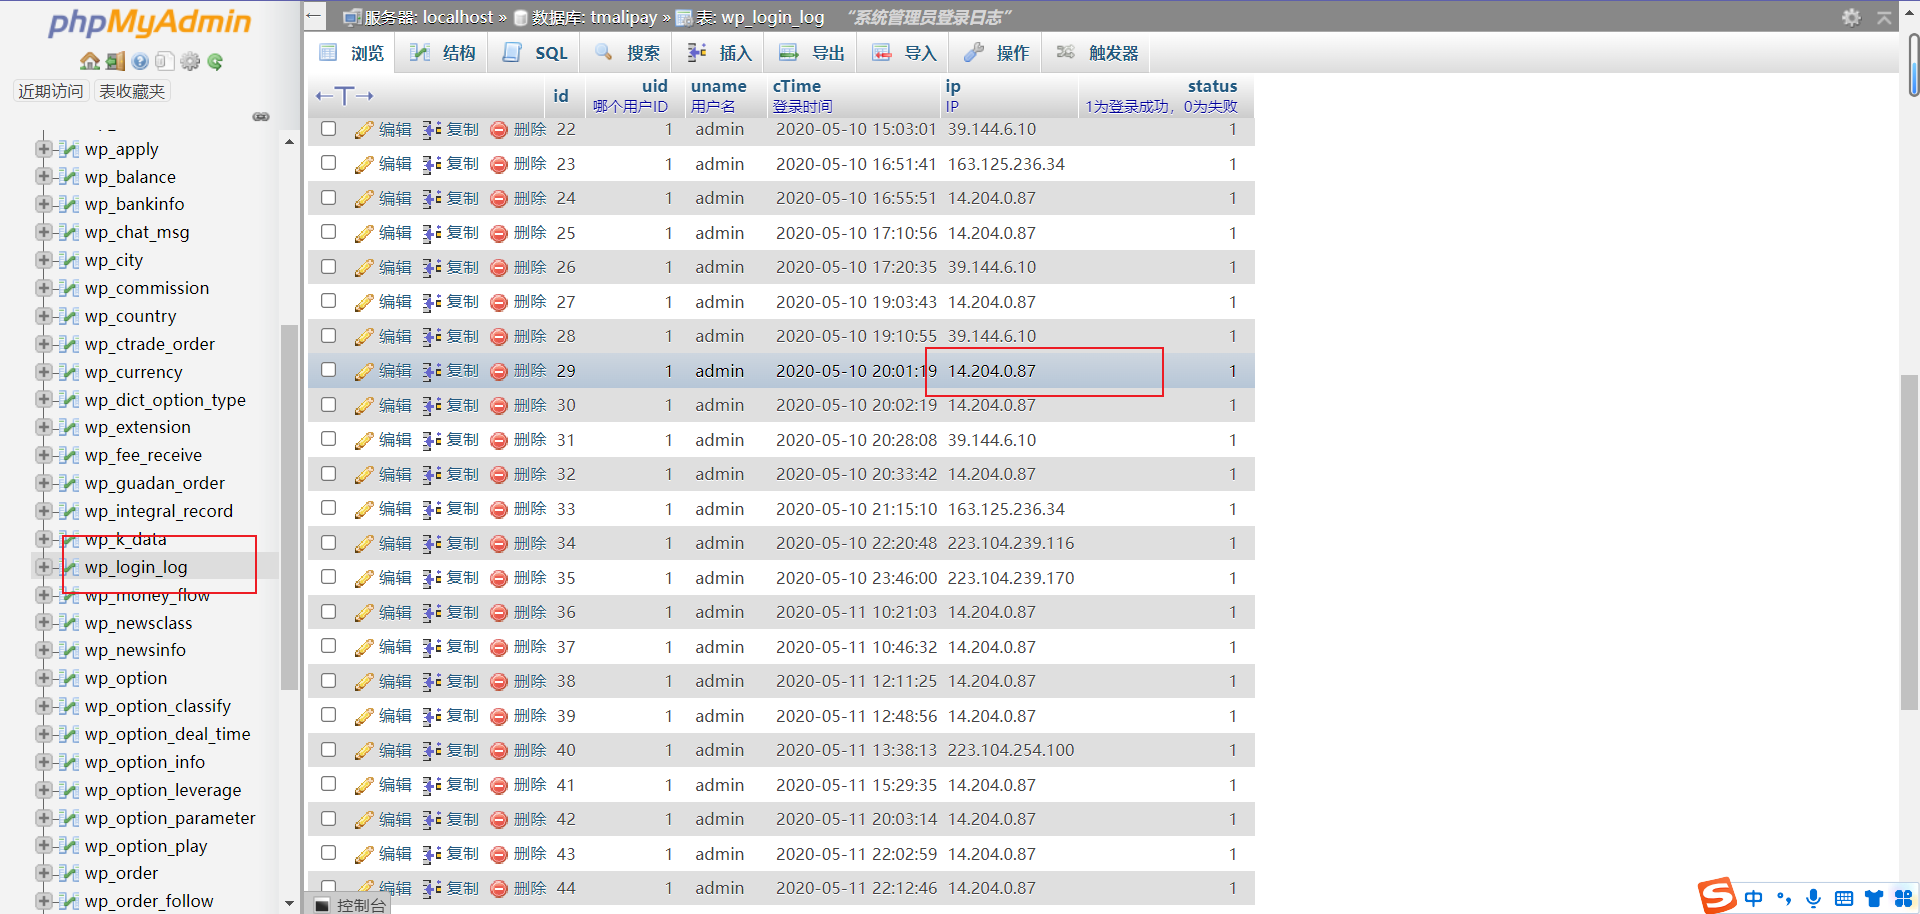 phpMyAdmin
近期访问 表收藏夹
wp_apply
wp_balance
wp_bankinfo
wp_chat_msg
wp_city
wp_commission
wp_country
wp_ctrade_order
wp_currency
wp_dict_option_type
wp_extension
wp_fee_receive
wp_guadan_order
wp_integral_record
wp_k_data
wp_login_log
wp_money_flow
wp_newsclass
wp_newsinfo
wp_option
wp_option_classify
wp_option_deal_time
wp_option_info
wp_option_leverage
wp_option_parameter
wp_option_play
wp_order
wp_order_follow
服务器: localhost » 数据库: tmalipay » 表: wp_login_log “系统管理员登录日志”
浏览 结构 SQL 搜索 插入 导出 导入 操作 触发器
←T→ id uid uname cTime ip status
哪个用户ID 用户名 登录时间 IP 1为登录成功，0为失败
编辑 复制 删除 22 1 admin 2020-05-10 15:03:01 39.144.6.10 1
编辑 复制 删除 23 1 admin 2020-05-10 16:51:41 163.125.236.34 1
编辑 复制 删除 24 1 admin 2020-05-10 16:55:51 14.204.0.87 1
编辑 复制 删除 25 1 admin 2020-05-10 17:10:56 14.204.0.87 1
编辑 复制 删除 26 1 admin 2020-05-10 17:20:35 39.144.6.10 1
编辑 复制 删除 27 1 admin 2020-05-10 19:03:43 14.204.0.87 1
编辑 复制 删除 28 1 admin 2020-05-10 19:10:55 39.144.6.10 1
编辑 复制 删除 29 1 admin 2020-05-10 20:01:19 14.204.0.87 1
编辑 复制 删除 30 1 admin 2020-05-10 20:02:19 14.204.0.87 1
编辑 复制 删除 31 1 admin 2020-05-10 20:28:08 39.144.6.10 1
编辑 复制 删除 32 1 admin 2020-05-10 20:33:42 14.204.0.87 1
编辑 复制 删除 33 1 admin 2020-05-10 21:15:10 163.125.236.34 1
编辑 复制 删除 34 1 admin 2020-05-10 22:20:48 223.104.239.116 1
编辑 复制 删除 35 1 admin 2020-05-10 23:46:00 223.104.239.170 1
编辑 复制 删除 36 1 admin 2020-05-11 10:21:03 14.204.0.87 1
编辑 复制 删除 37 1 admin 2020-05-11 10:46:32 14.204.0.87 1
编辑 复制 删除 38 1 admin 2020-05-11 12:11:25 14.204.0.87 1
编辑 复制 删除 39 1 admin 2020-05-11 12:48:56 14.204.0.87 1
编辑 复制 删除 40 1 admin 2020-05-11 13:38:13 223.104.254.100 1
编辑 复制 删除 41 1 admin 2020-05-11 15:29:35 14.204.0.87 1
编辑 复制 删除 42 1 admin 2020-05-11 20:03:14 14.204.0.87 1
编辑 复制 删除 43 1 admin 2020-05-11 22:02:59 14.204.0.87 1
编辑 复制 删除 44 1 admin 2020-05-11 22:12:46 14.204.0.87 1
控制台
中